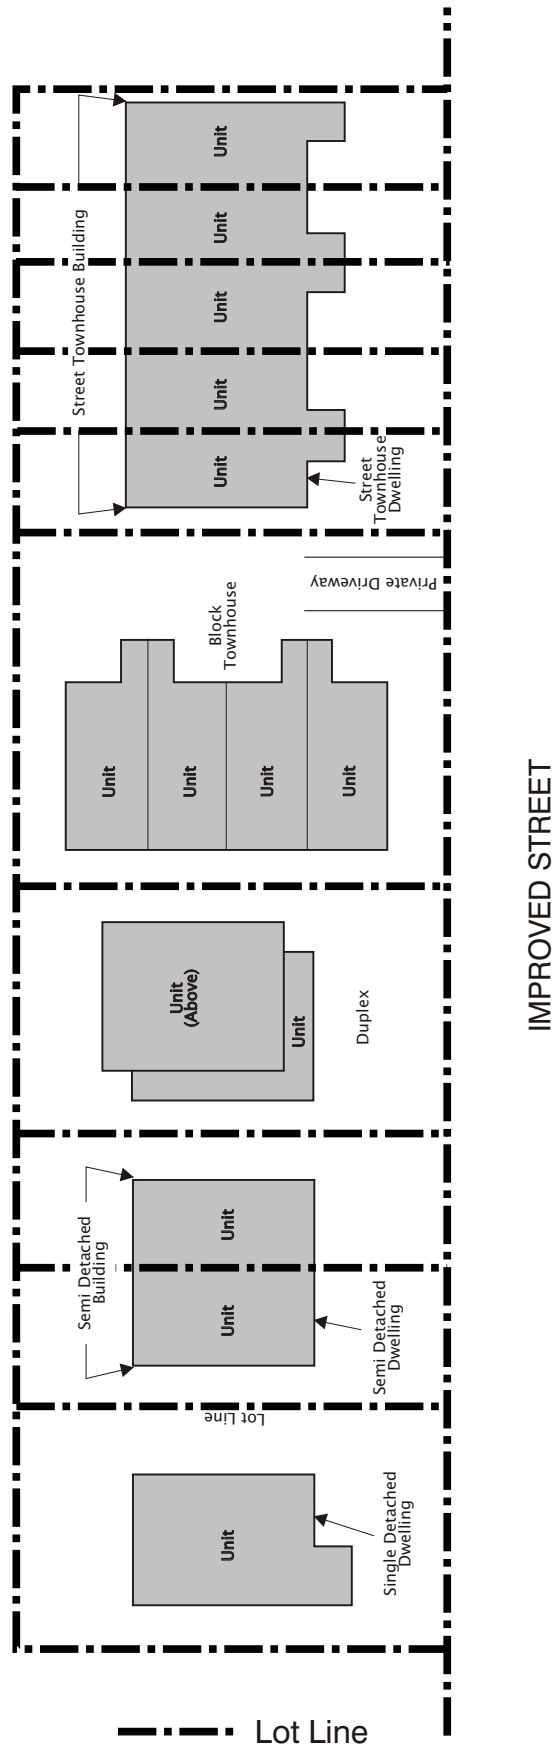 Street Townhouse Building
Unit
Unit
Unit
Unit
Unit
Street
Townhouse
Dwelling
Private Driveway
Block
Townhouse
Unit
Unit
Unit
Unit
Unit
(Above)
Unit
Duplex
Semi Detached
Building
Unit
Unit
Semi Detached
Dwelling
Lot Line
Unit
Single Detached
Dwelling
IMPROVED STREET
Lot Line